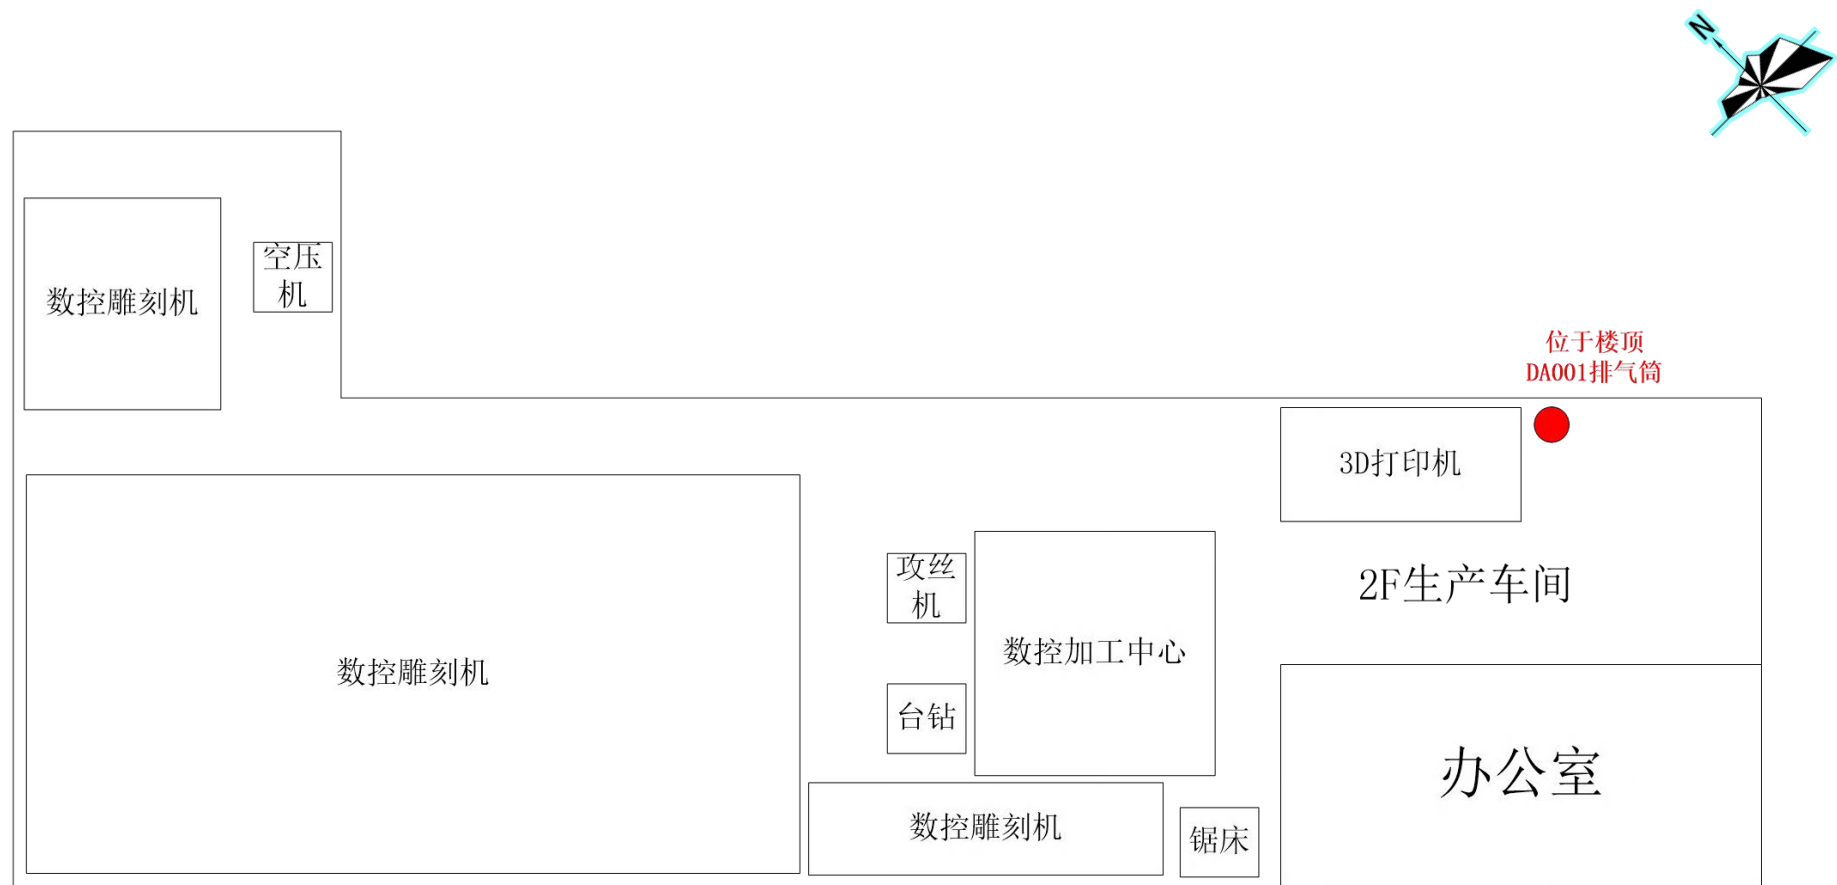 N
空压
机
数控雕刻机
位于楼顶
DA001排气筒
3D打印机
攻丝
机
2F生产车间
数控加工中心
数控雕刻机
台钻
办公室
数控雕刻机
锯床